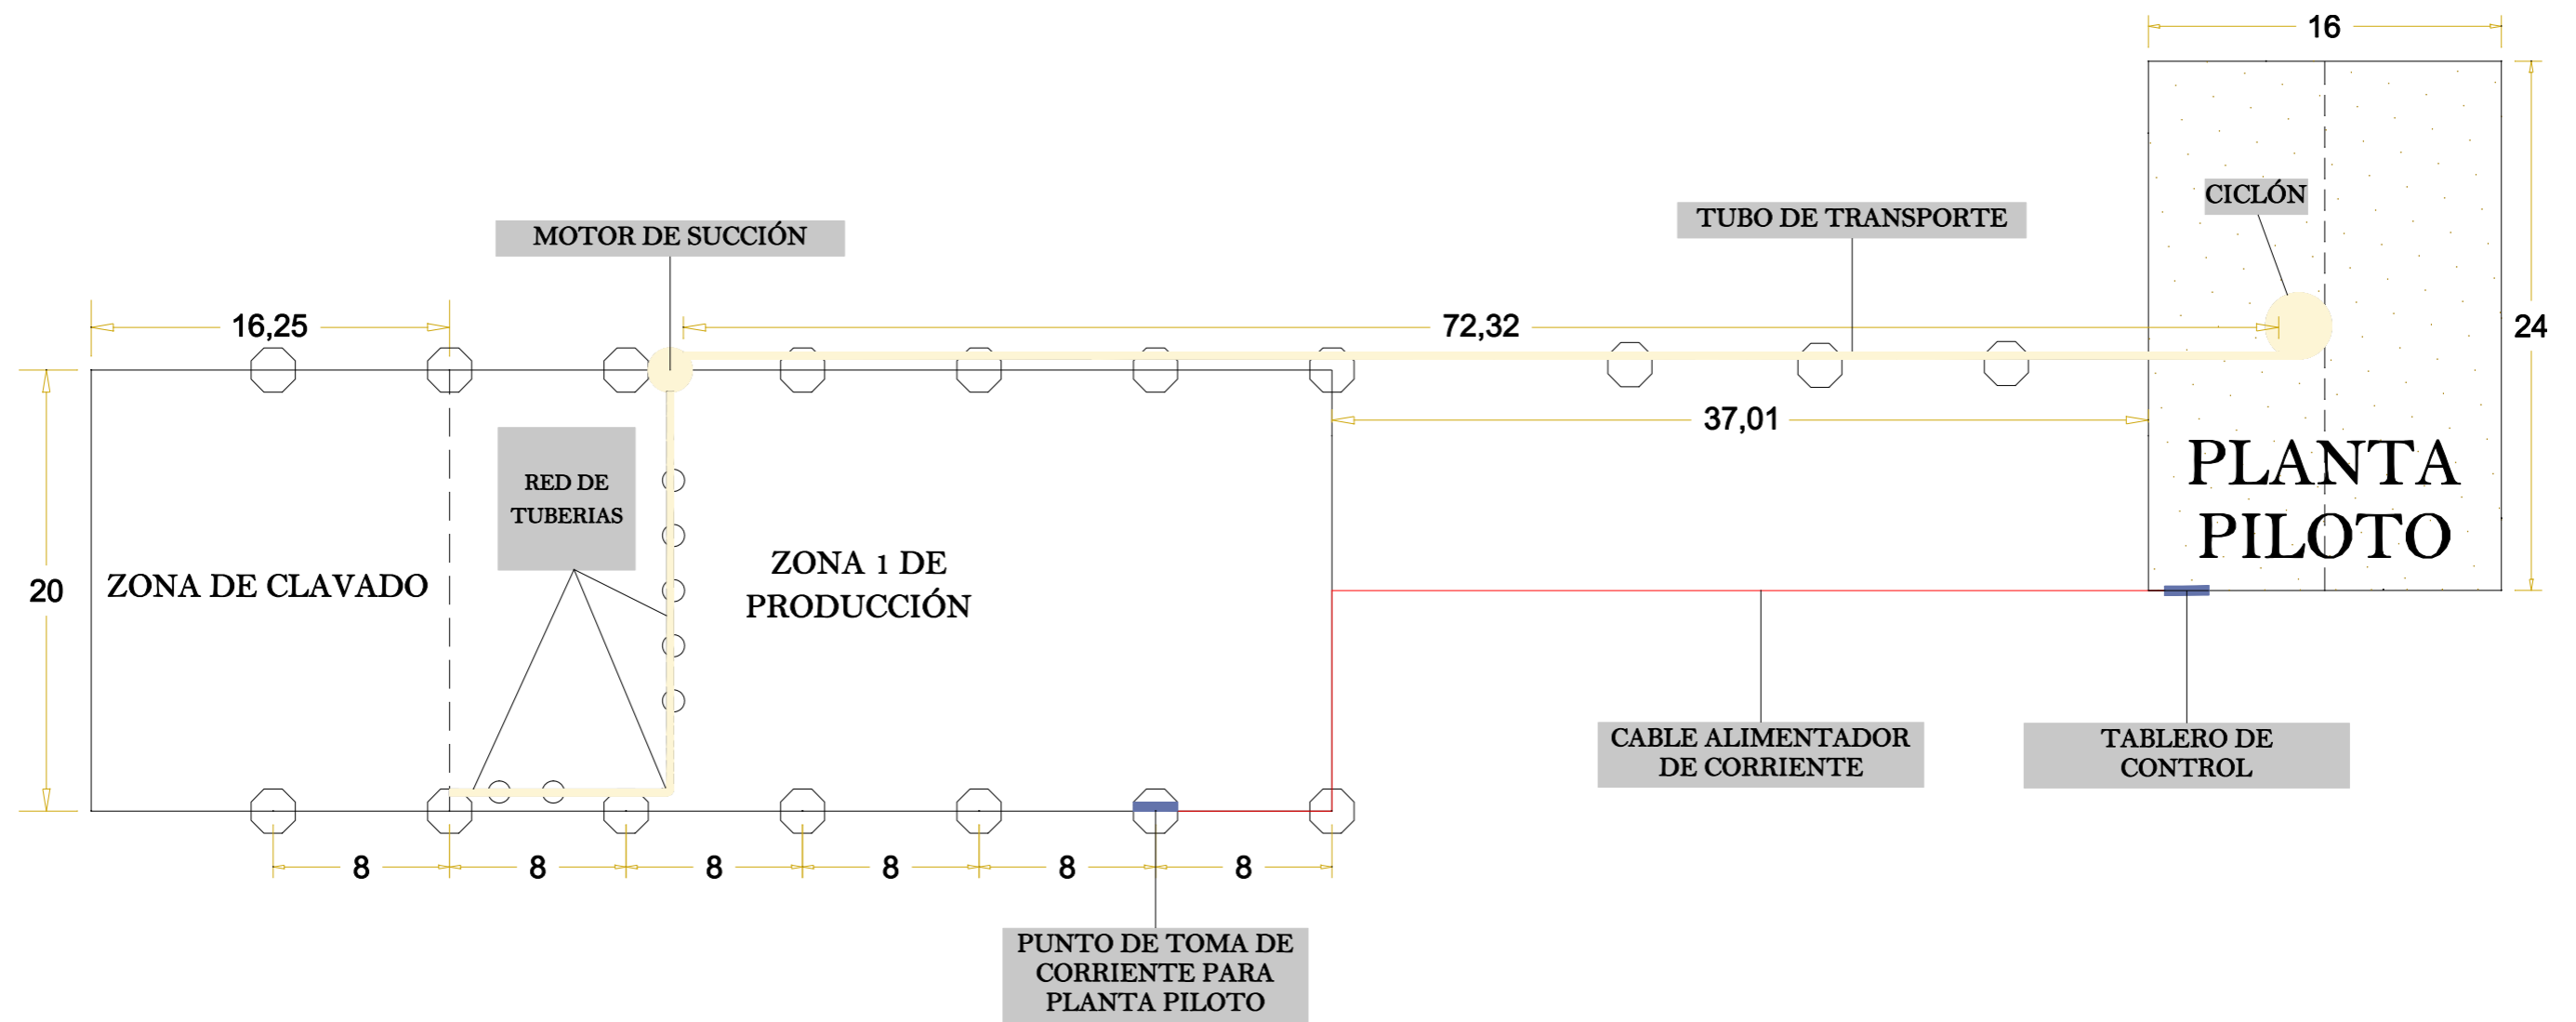 16
CICLÓN
TUBO DE TRANSPORTE
MOTOR DE SUCCIÓN
16,25
72,32
24
37,01
PLANTA
PILOTO
RED DE
TUBERIAS
ZONA 1 DE
PRODUCCIÓN
20
ZONA DE CLAVADO
CABLE ALIMENTADOR
DE CORRIENTE
TABLERO DE
CONTROL
8
8
8
8
8
8
PUNTO DE TOMA DE
CORRIENTE PARA
PLANTA PILOTO